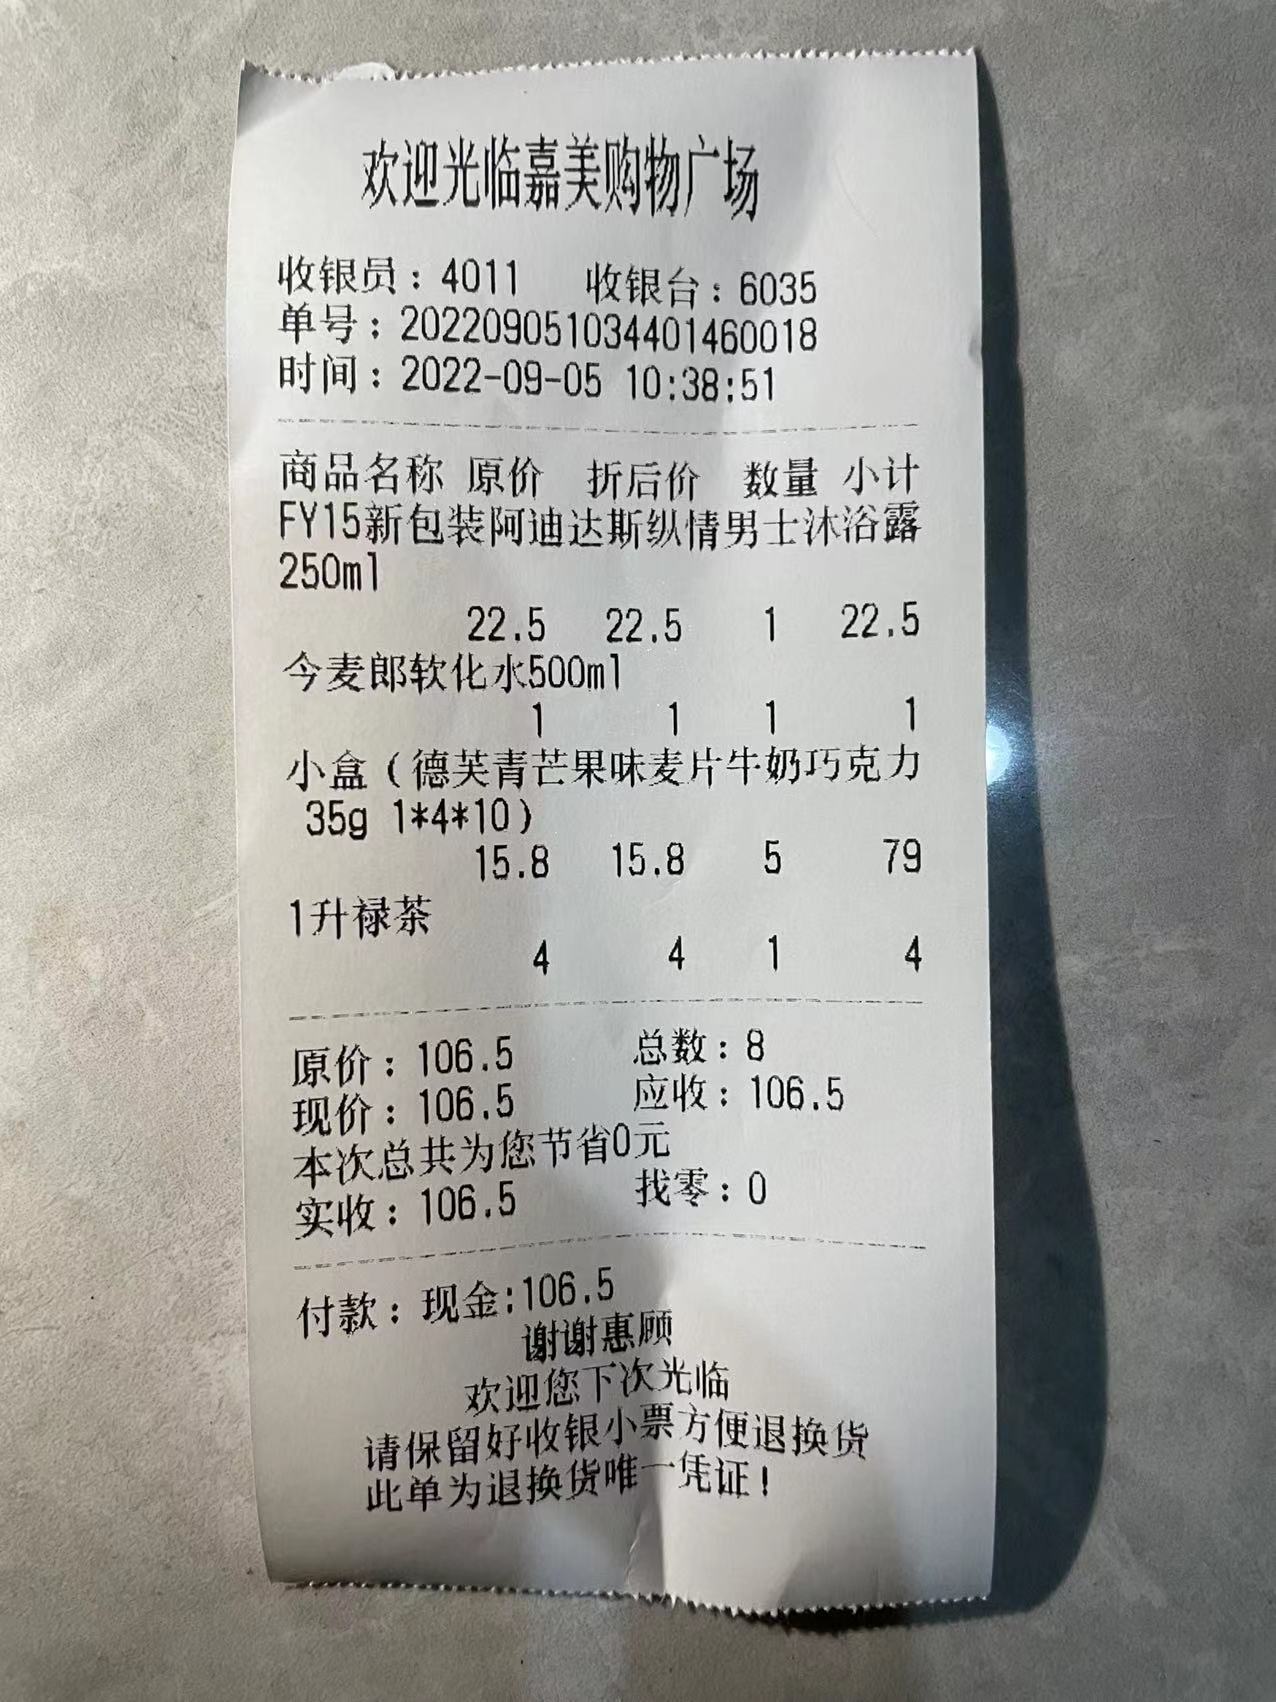 欢迎光临嘉美购物广场
收银员：4011 收银台：6035
单号：202209051034401460018
时间：2022-09-05 10:38:51
商品名称 原价 折后价 数量 小计
FY15新包装阿迪达斯纵情男士沐浴露
250ml
22.5 22.5 1 22.5
今麦郎软化水500ml
1 1 1 1
小盒（德芙青芒果味麦片牛奶巧克力
35g 1*4*10）
15.8 15.8 5 79
1升禄茶
4 4 1 4
原价：106.5 总数：8
现价：106.5 应收：106.5
本次总共为您节省0元
实收：106.5 找零：0
付款：现金:106.5
谢谢惠顾
欢迎您下次光临
请保留好收银小票方便退换货
此单为退换货唯一凭证！